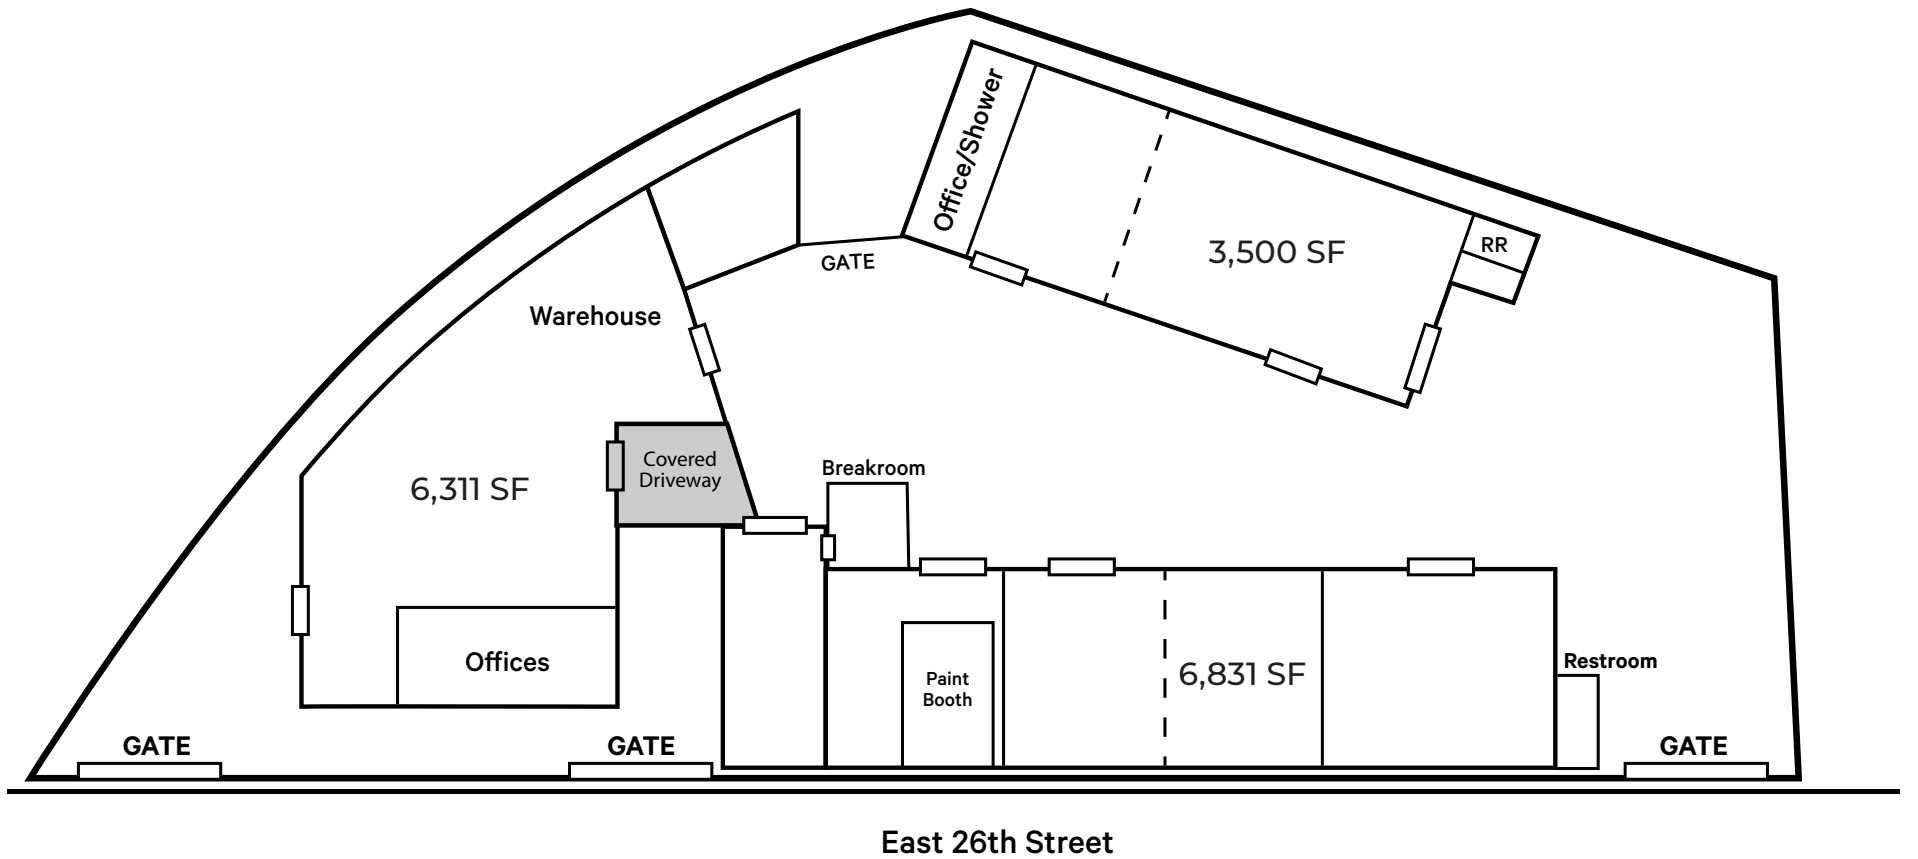 Office/Shower
RR
3,500 SF
GATE
Warehouse
Covered
Driveway
Breakroom
6,311 SF
Offices
Paint
Booth
6,831 SF
Restroom
GATE
GATE
GATE
East 26th Street